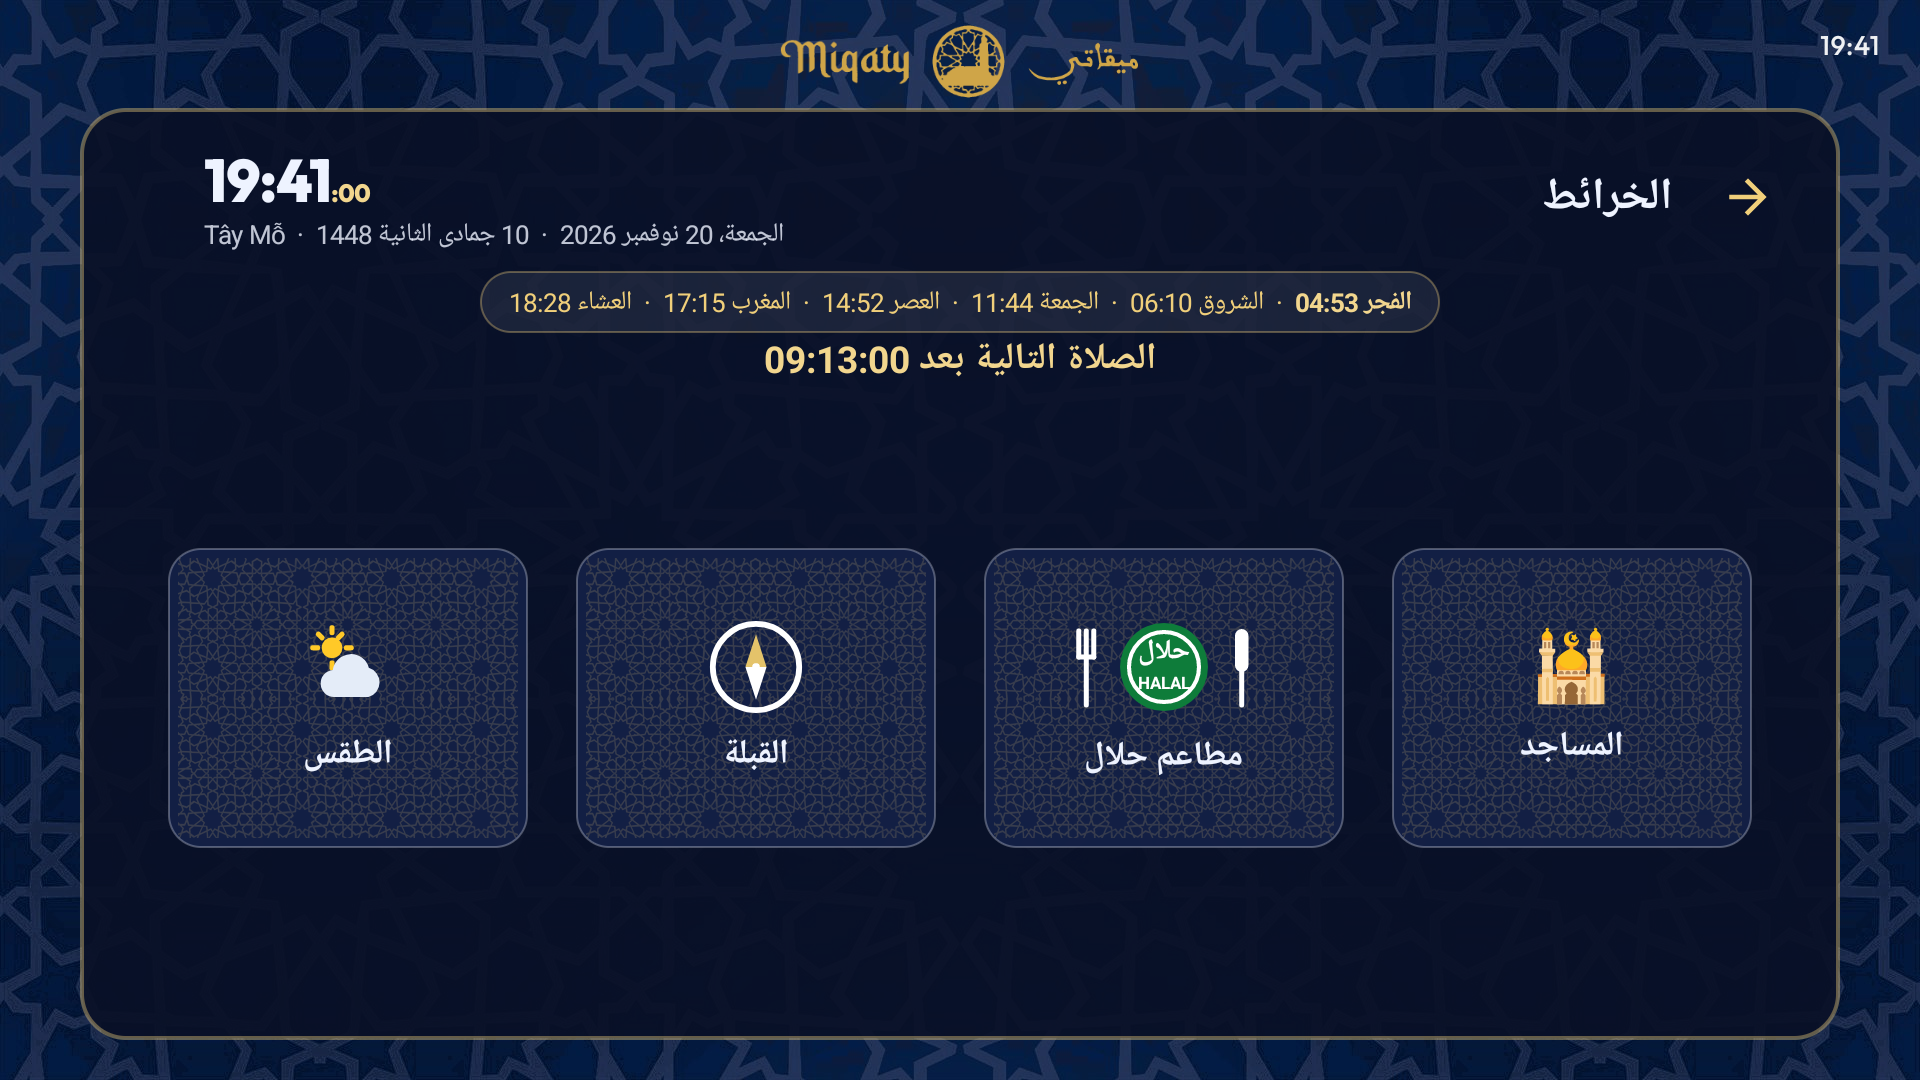 Miqaty ميقاتي
19:41
الخرائط
19:41:00
الجمعة، 20 نوفمبر 2026 · 10 جمادى الثانية 1448 · Tây Mỗ
الفجر 04:53 · الشروق 06:10 · الجمعة 11:44 · العصر 14:52 · المغرب 17:15 · العشاء 18:28
الصلاة التالية بعد 09:13:00
المساجد
حلال
HALAL
مطاعم حلال
القبلة
الطقس